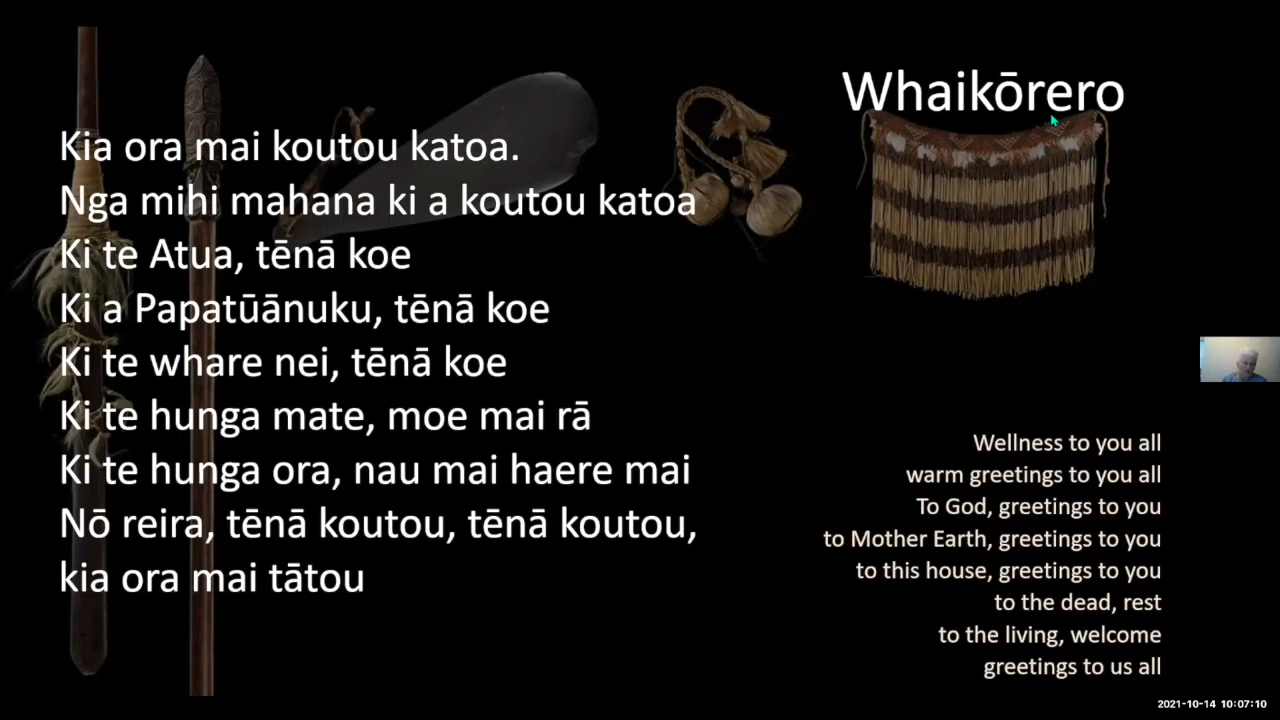 Whaikōrero
Kia ora mai koutou katoa.
Nga mihi mahana ki a koutou katoa
Ki te Atua, tēnā koe
Ki a Papatūānuku, tēnā koe
Ki te whare nei, tēnā koe
Ki te hunga mate, moe mai rā
Ki te hunga ora, nau mai haere mai
Nō reira, tēnā koutou, tēnā koutou,
kia ora mai tātou
Wellness to you all
warm greetings to you all
To God, greetings to you
to Mother Earth, greetings to you
to this house, greetings to you
to the dead, rest
to the living, welcome
greetings to us all
2021-10-14 10:07:10